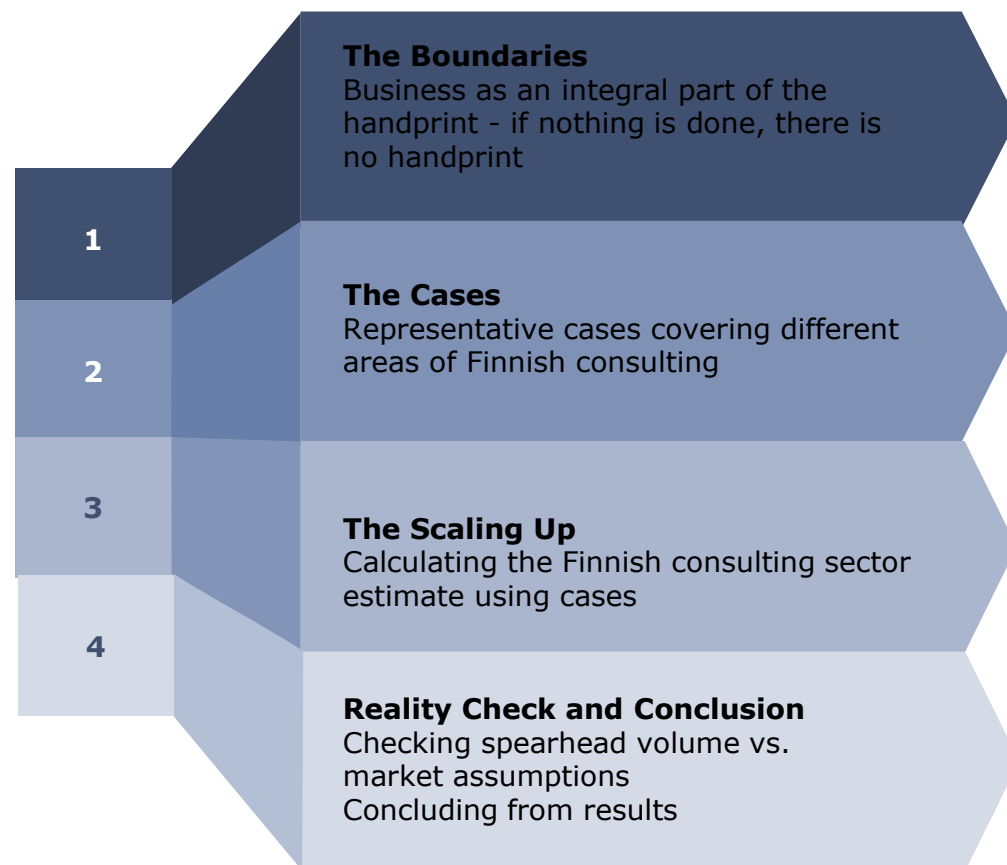 1
The Boundaries
Business as an integral part of the
handprint - if nothing is done, there is
no handprint
2
The Cases
Representative cases covering different
areas of Finnish consulting
3
The Scaling Up
Calculating the Finnish consulting sector
estimate using cases
4
Reality Check and Conclusion
Checking spearhead volume vs.
market assumptions
Concluding from results